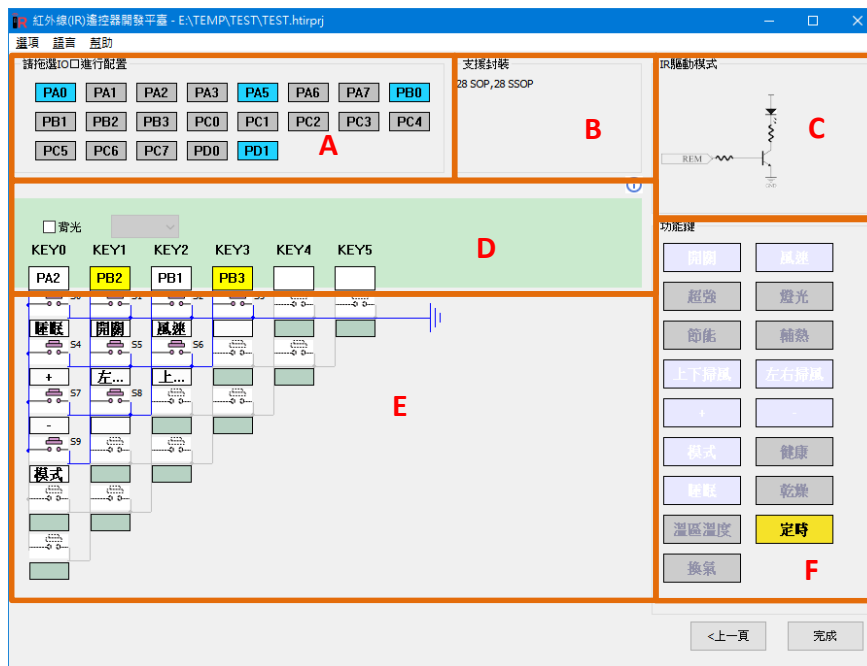 紅外線(IR)遙控器開發平臺 - E:\TEMP\TEST\TEST.htirprj
選項 語言 幫助
請拖選IO口進行配置
PA0 PA1 PA2 PA3 PA5 PA6 PA7 PB0
PB1 PB2 PB3 PC0 PC1 PC2 PC3 PC4
PC5 PC6 PC7 PD0 PD1
A
支援封裝
28 SOP,28 SSOP
B
IR驅動模式
REM
C
背光
KEY0 KEY1 KEY2 KEY3 KEY4 KEY5
PA2 PB2 PB1 PB3
D
睡眠 開關 風速
S4 S5 S6
+ 左... 上...
S7 S8
-
S9
模式
E
功能鍵
開關 風速
超強 燈光
節能 輔熱
上下掃風 左右掃風
+ -
模式 健康
睡眠 乾燥
溫區溫度 定時
換氣
F
<上一頁 完成